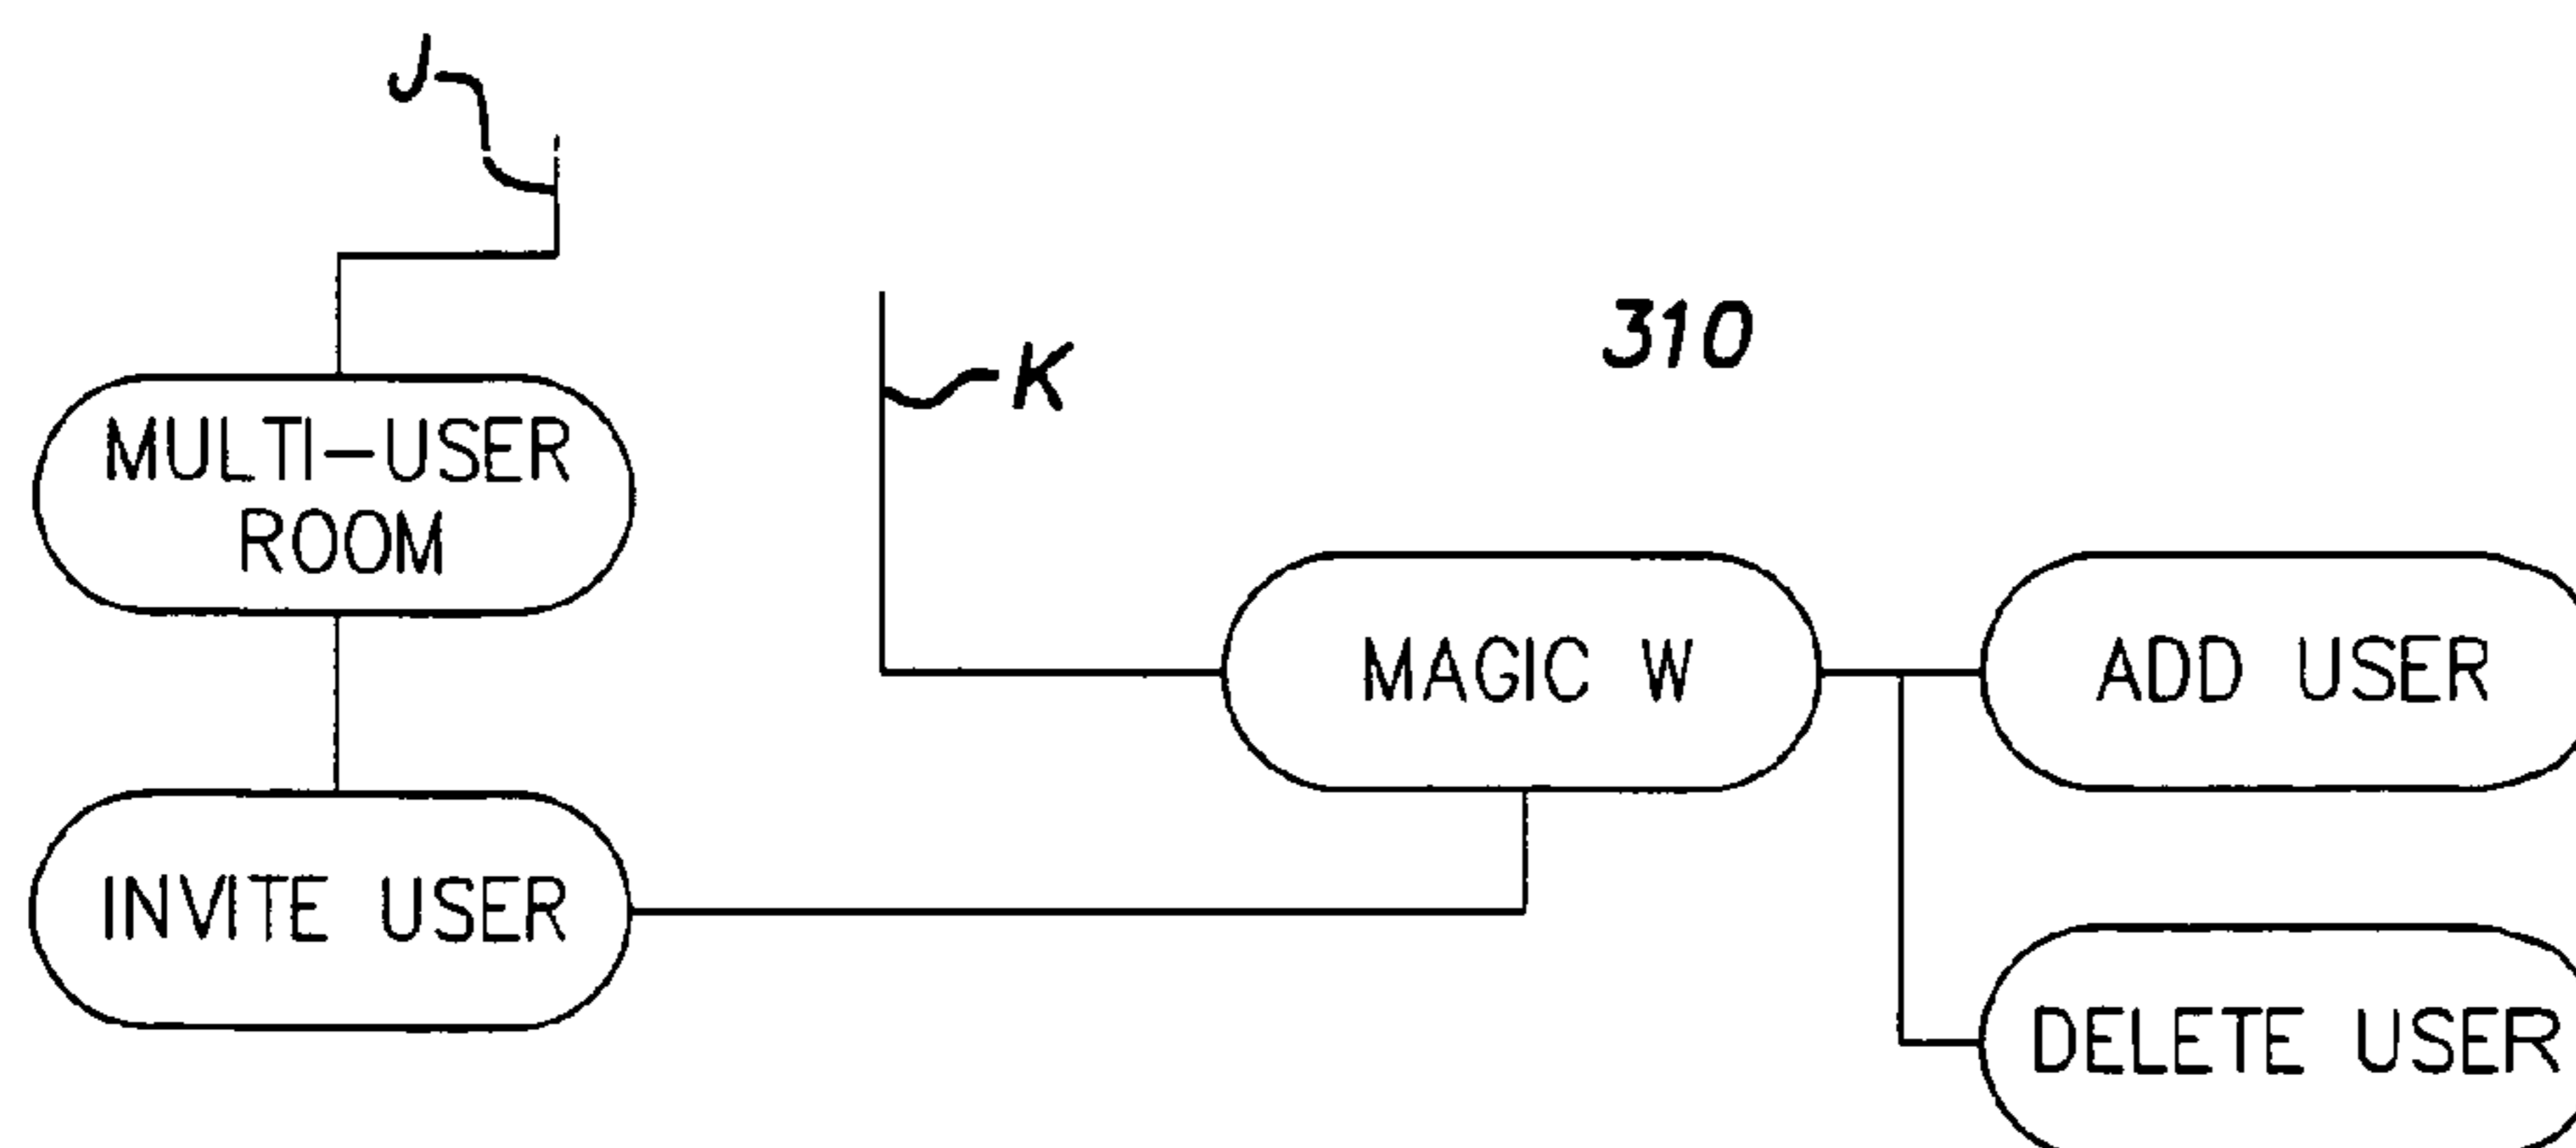 J
K
310
MULTI-USER
ROOM
MAGIC W
ADD USER
INVITE USER
DELETE USER